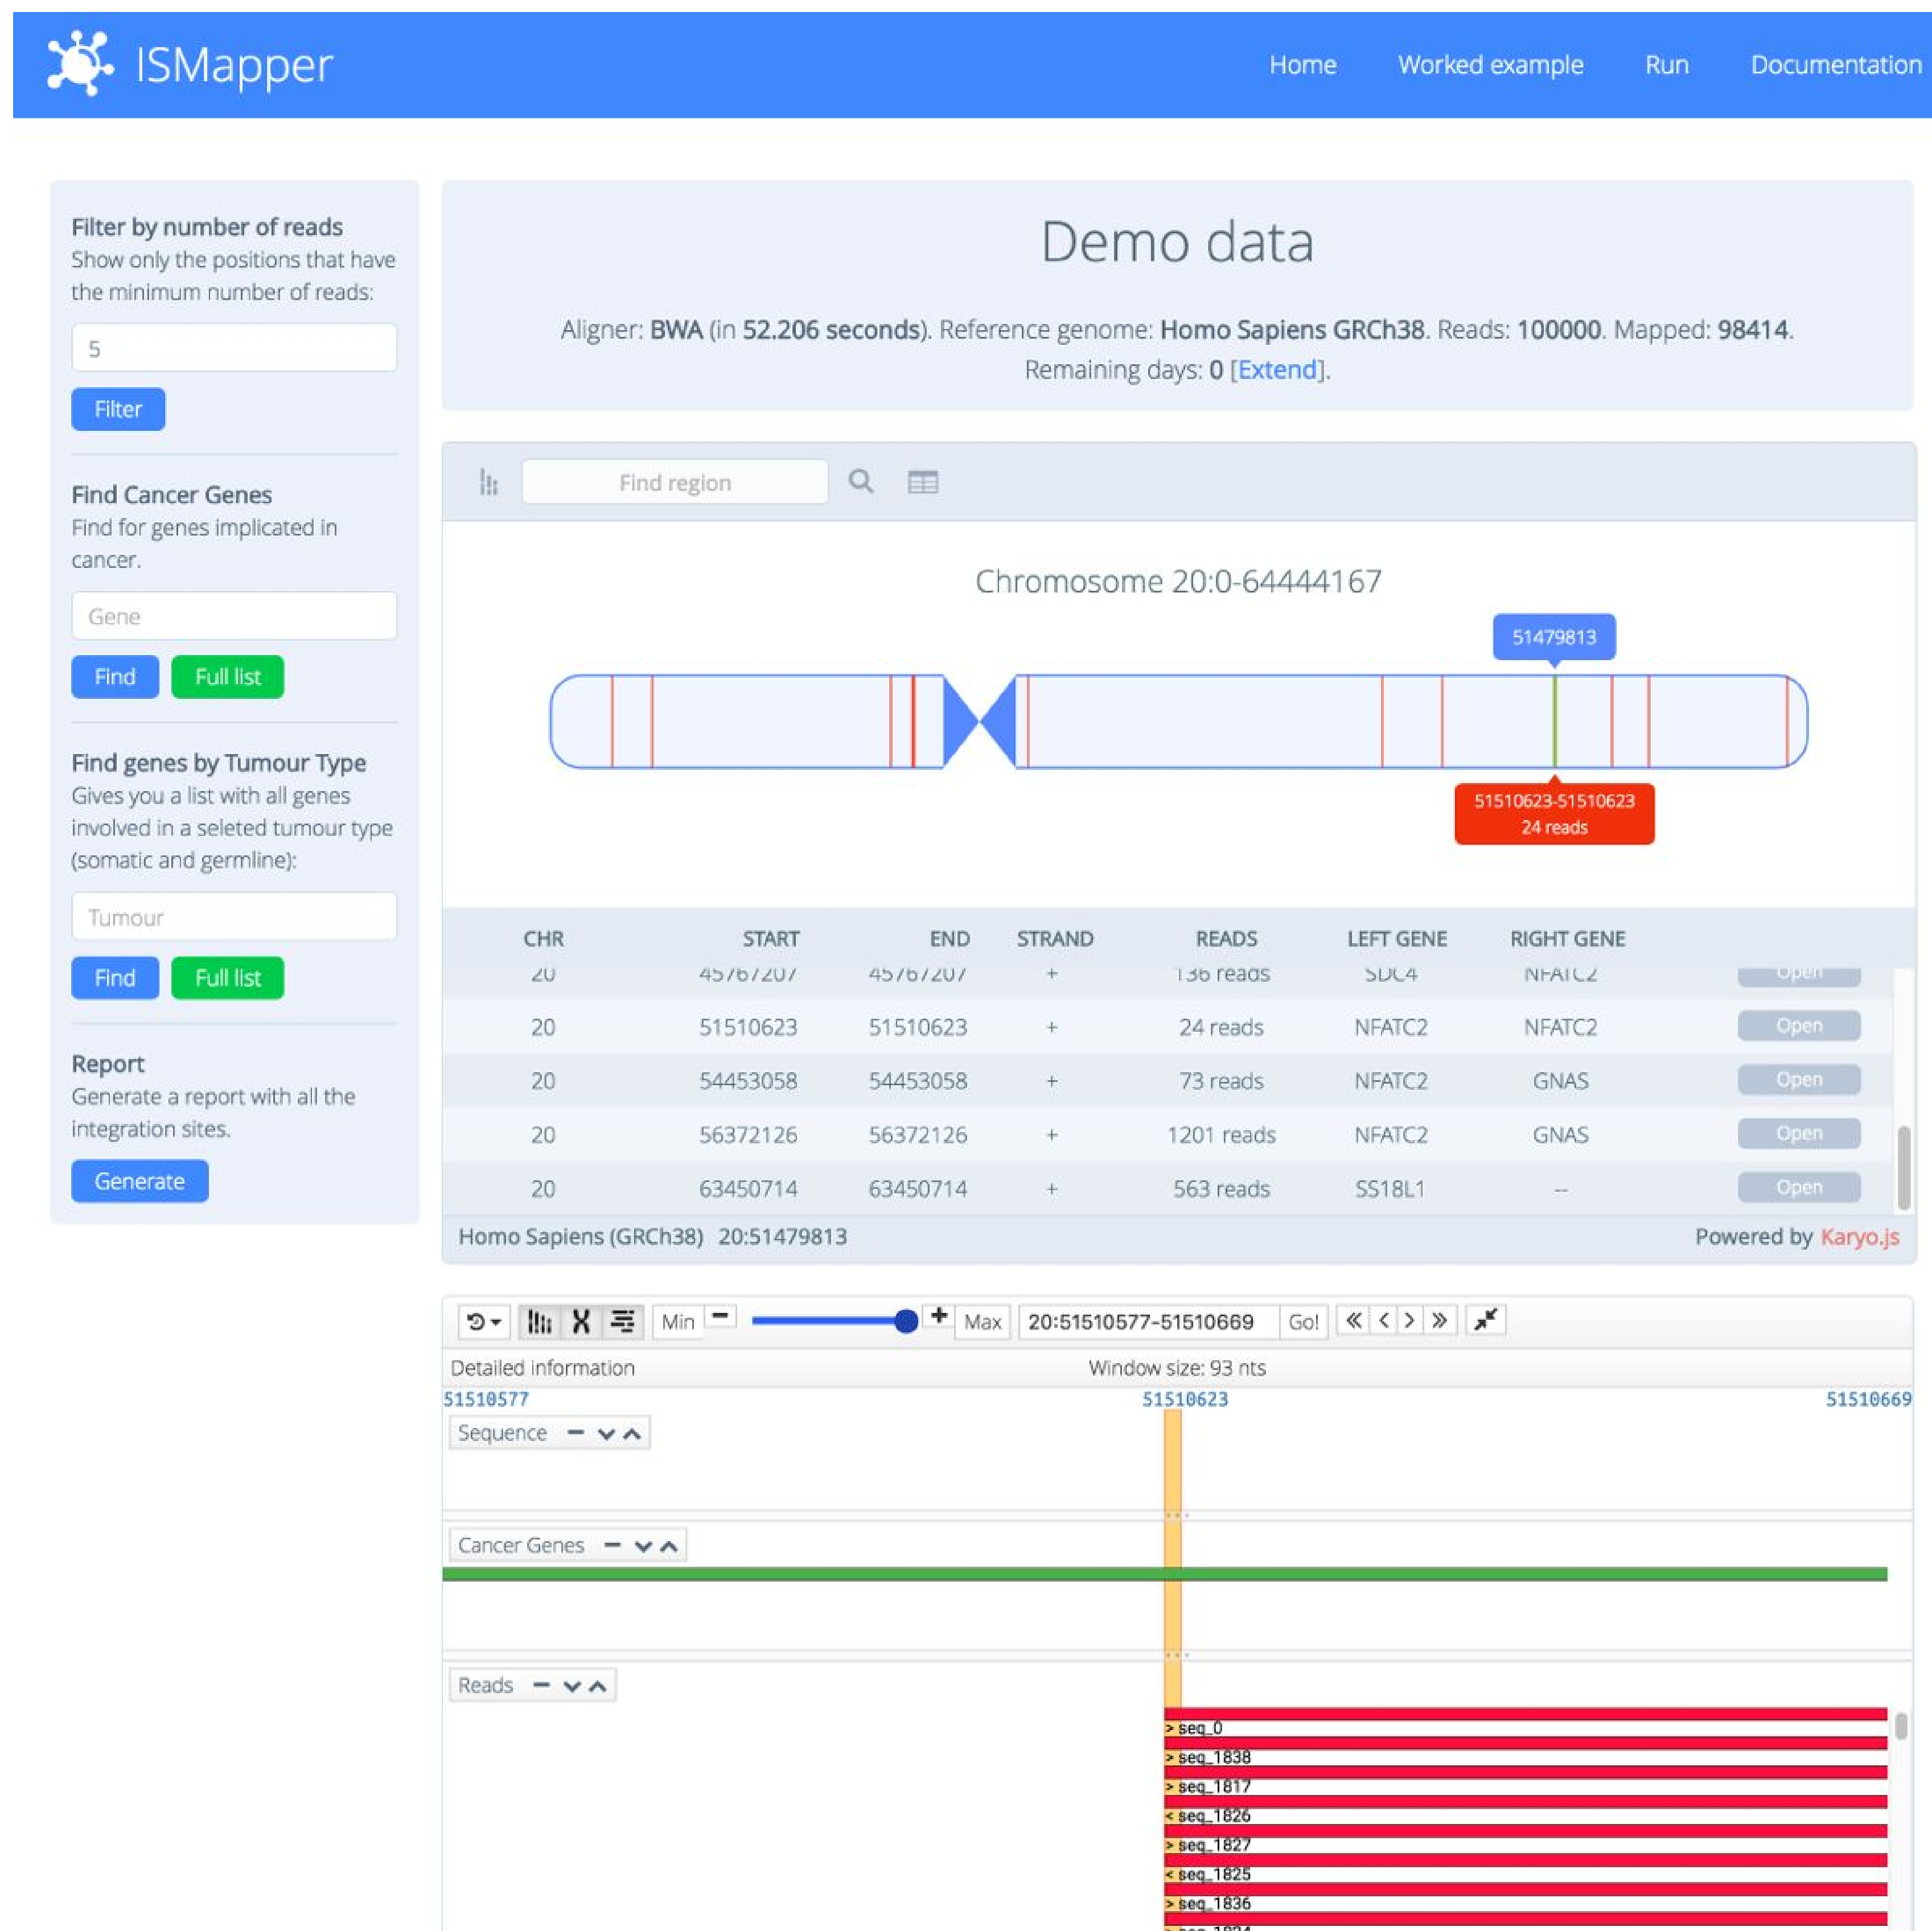 ISMapper
Home Worked example Run Documentation
Filter by number of reads
Show only the positions that have
the minimum number of reads:
5
Filter
Find Cancer Genes
Find for genes implicated in
cancer.
Gene
Find Full list
Find genes by Tumour Type
Gives you a list with all genes
involved in a seleted tumour type
(somatic and germline):
Tumour
Find Full list
Report
Generate a report with all the
integration sites.
Generate
Demo data
Aligner: BWA (in 52.206 seconds). Reference genome: Homo Sapiens GRCh38. Reads: 100000. Mapped: 98414.
Remaining days: 0 [Extend].
Find region
Chromosome 20:0-64444167
51479813
51510623-51510623
24 reads
CHR START END STRAND READS LEFT GENE RIGHT GENE
20 45767207 45767207 + 136 reads SDC4 NFATC2 Open
20 51510623 51510623 + 24 reads NFATC2 NFATC2 Open
20 54453058 54453058 + 73 reads NFATC2 GNAS Open
20 56372126 56372126 + 1201 reads NFATC2 GNAS Open
20 63450714 63450714 + 563 reads SS18L1 -- Open
Homo Sapiens (GRCh38) 20:51479813 Powered by Karyo.js
Min Max 20:51510577-51510669 Go!
Detailed information Window size: 93 nts
51510577 51510623 51510669
Sequence
Cancer Genes
Reads
> seq_0
> seq_1838
> seq_1817
< seq_1826
> seq_1827
< seq_1825
> seq_1836